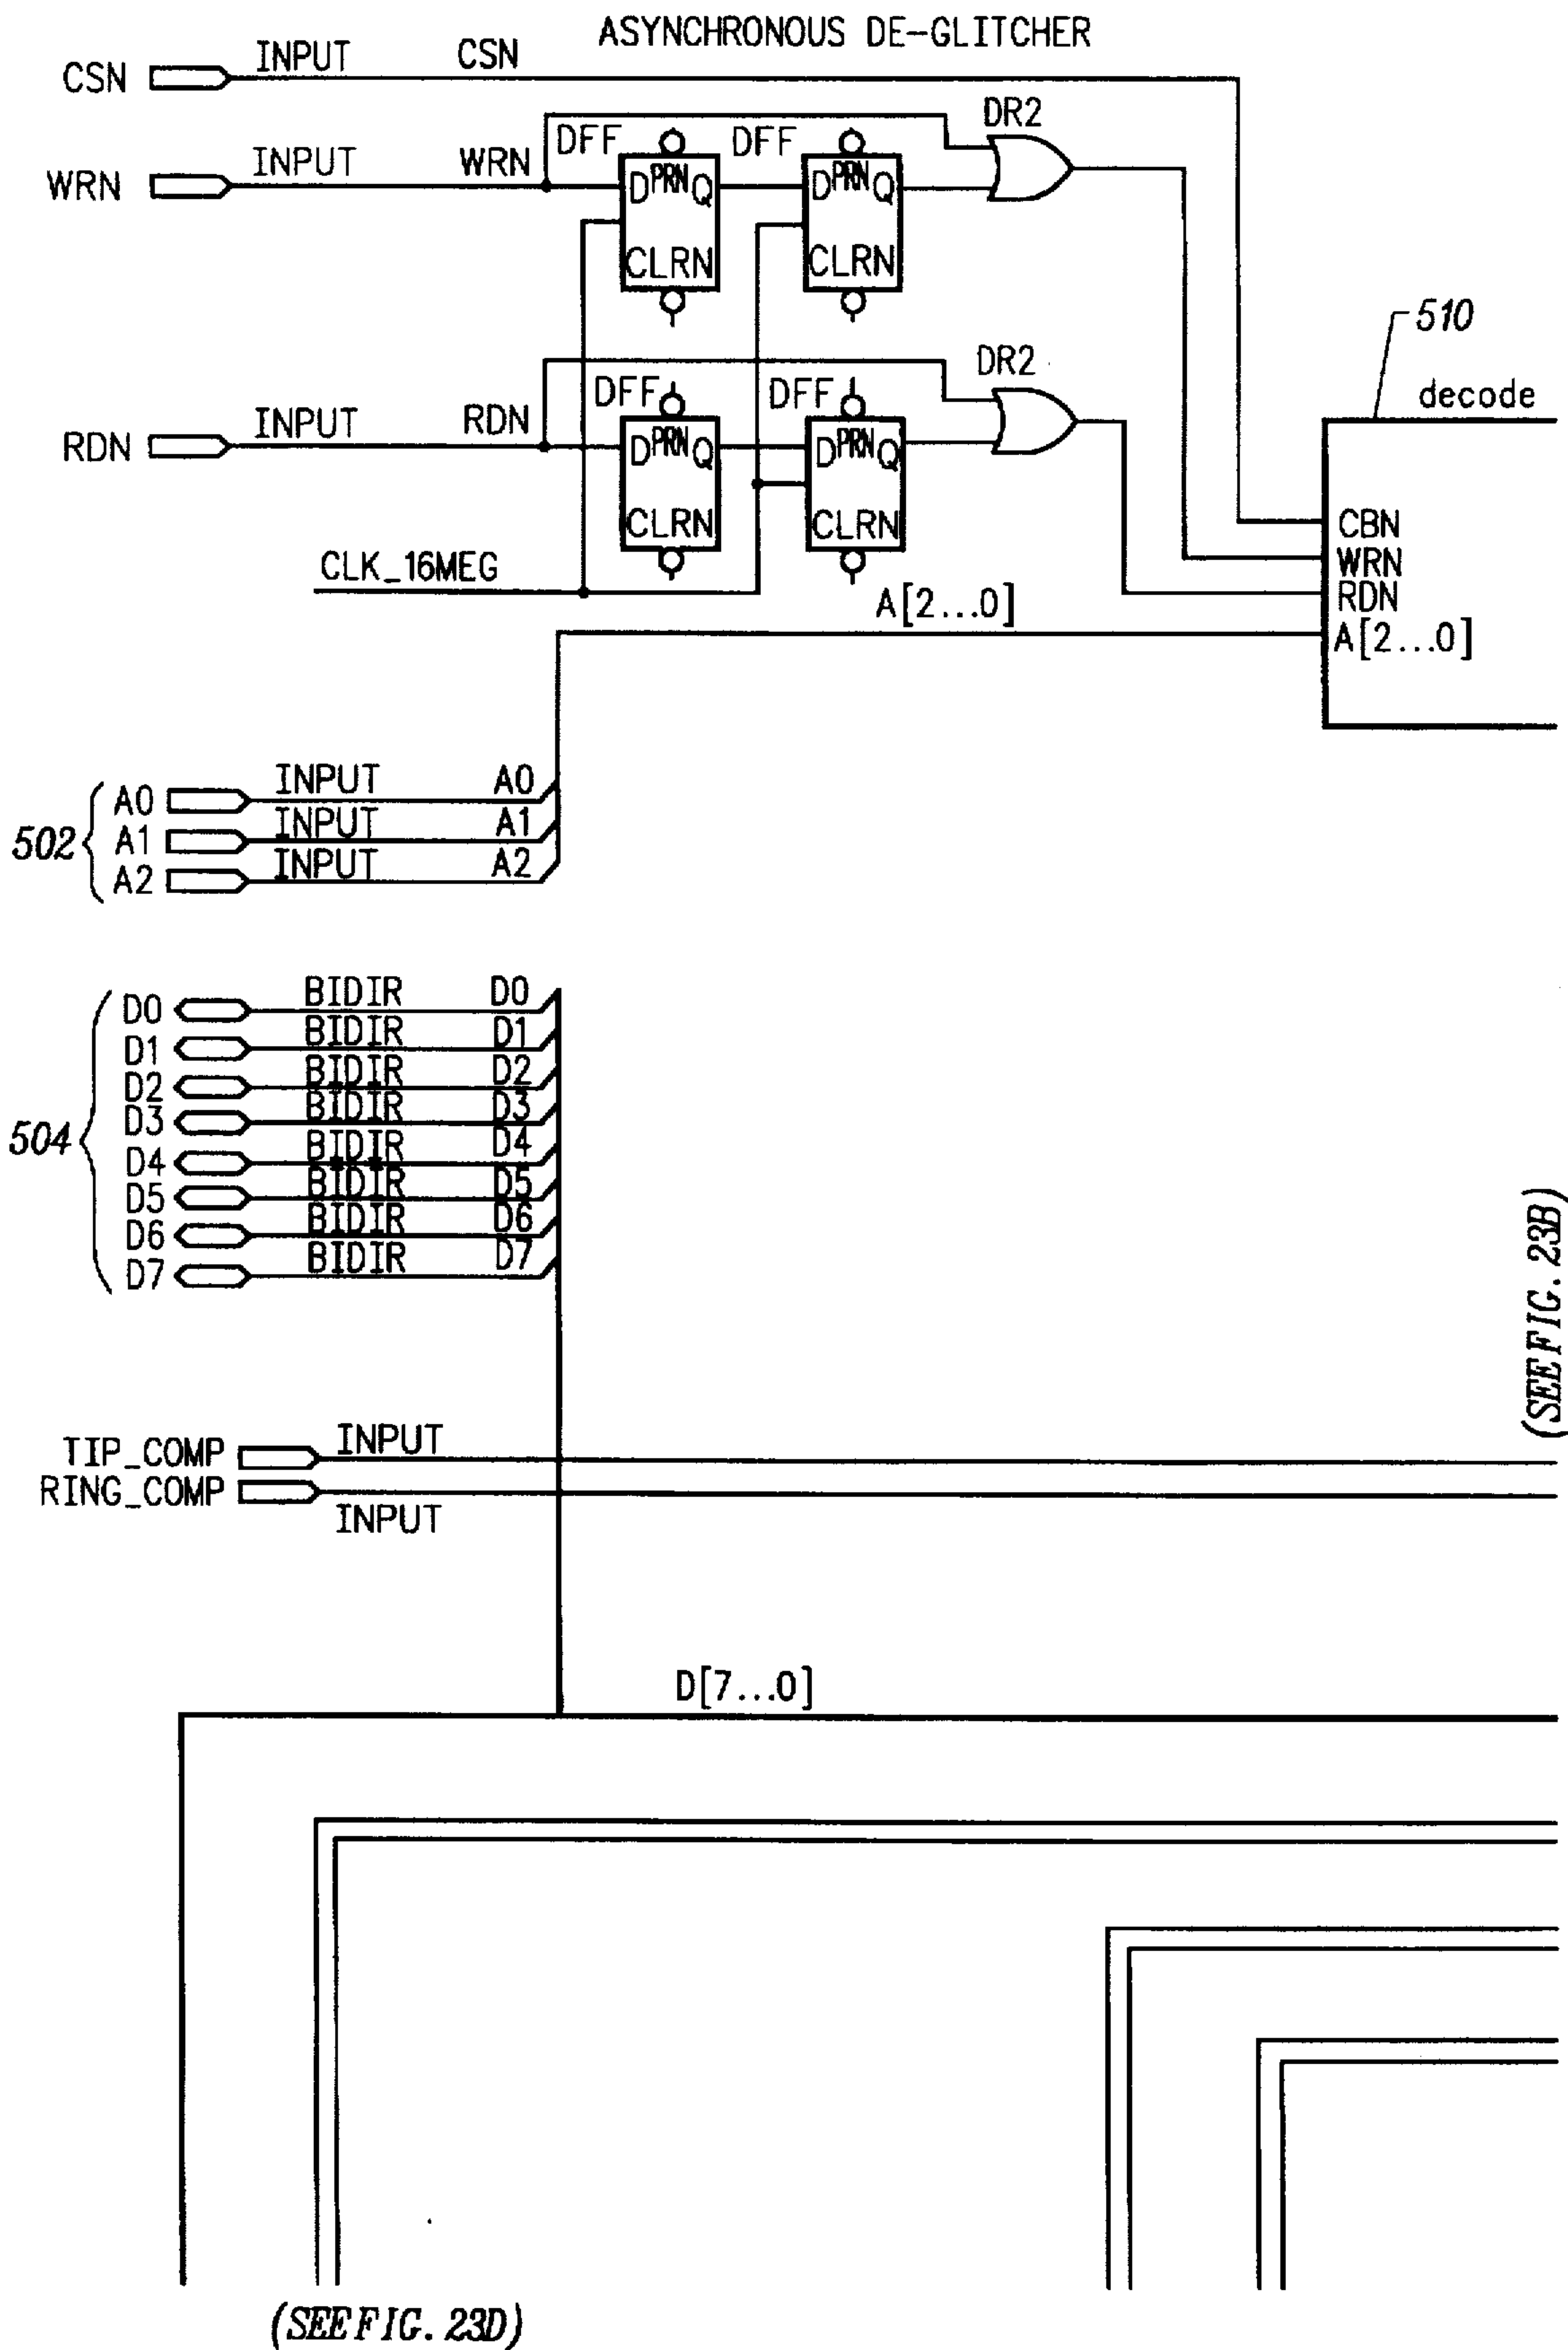 ASYNCHRONOUS DE-GLITCHER
CSN INPUT CSN
DR2
WRN INPUT WRN DFF DFF
D PRN Q D PRN Q
CLRN CLRN
510
DR2
decode
RDN INPUT RDN DFF DFF
D PRN Q D PRN Q
CLRN CLRN
CBN
WRN
CLK_16MEG
RDN
A[2...0]
A[2...0]
502
A0 INPUT A0
A1 INPUT A1
A2 INPUT A2
504
D0 BIDIR D0
D1 BIDIR D1
D2 BIDIR D2
D3 BIDIR D3
D4 BIDIR D4
D5 BIDIR D5
D6 BIDIR D6
D7 BIDIR D7
(SEE FIG. 23B)
TIP_COMP INPUT
RING_COMP INPUT
D[7...0]
(SEE FIG. 23D)